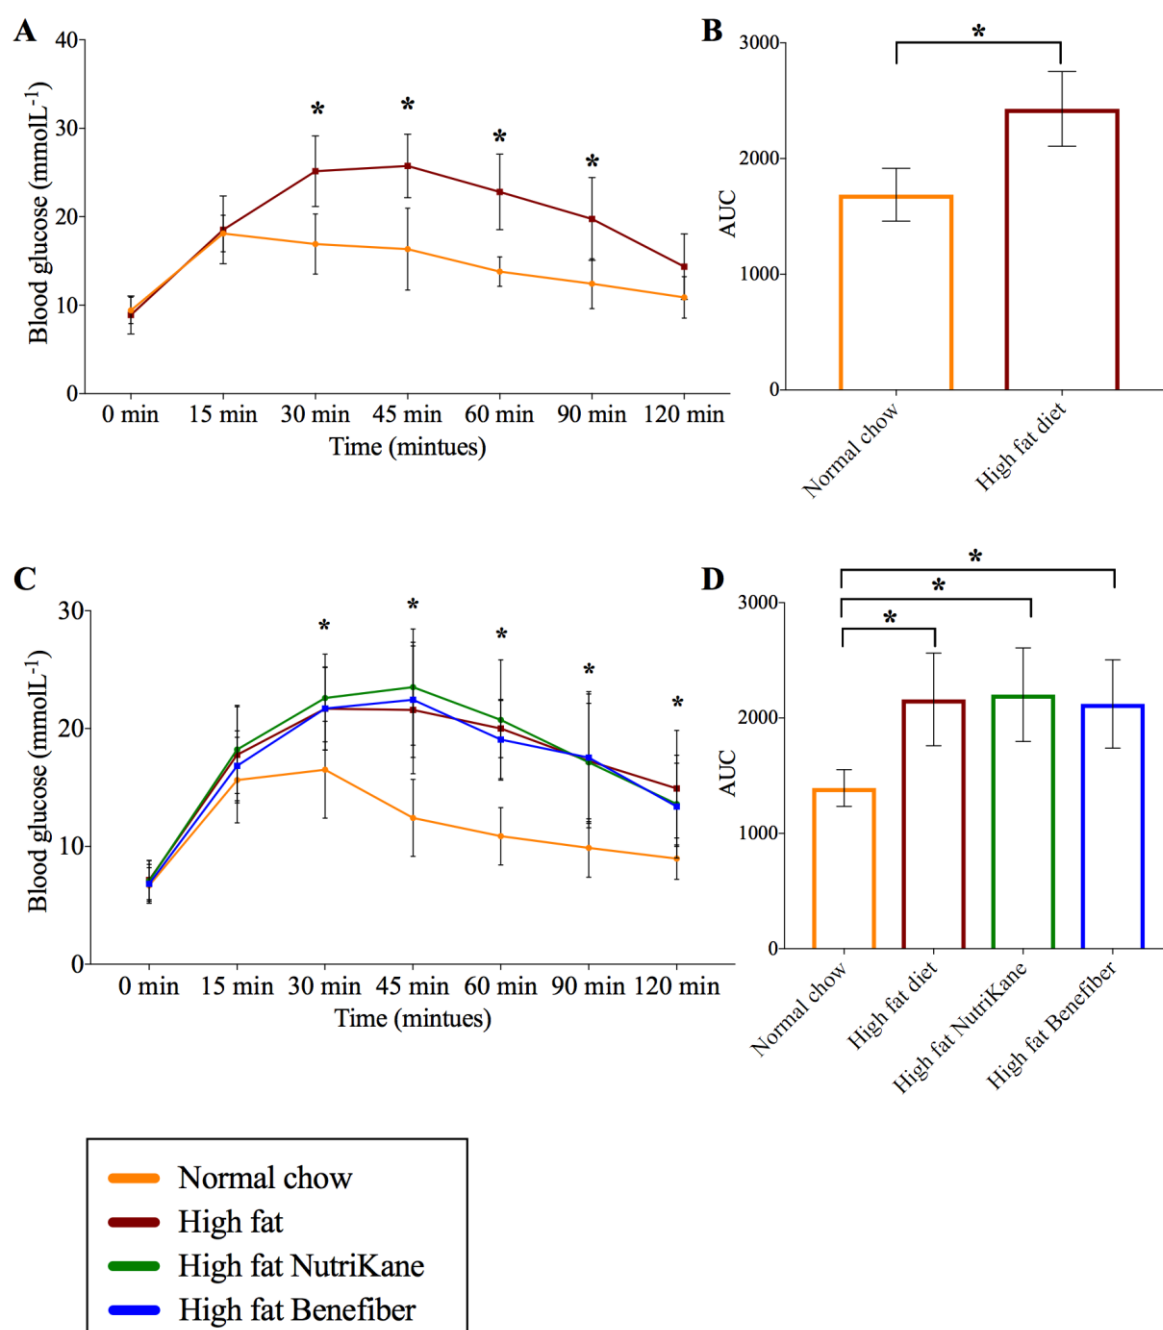 A
Blood glucose (mmolL⁻¹)
40
30
20
10
0
* * * *
0 min 15 min 30 min 45 min 60 min 90 min 120 min
Time (mintues)
B
AUC
3000
2000
1000
0
*
Normal chow
High fat diet
C
Blood glucose (mmolL⁻¹)
30
20
10
0
* * * * *
0 min 15 min 30 min 45 min 60 min 90 min 120 min
Time (mintues)
D
AUC
3000
2000
1000
0
*
*
*
Normal chow
High fat diet
High fat NutriKane
High fat Benefiber
Normal chow
High fat
High fat NutriKane
High fat Benefiber